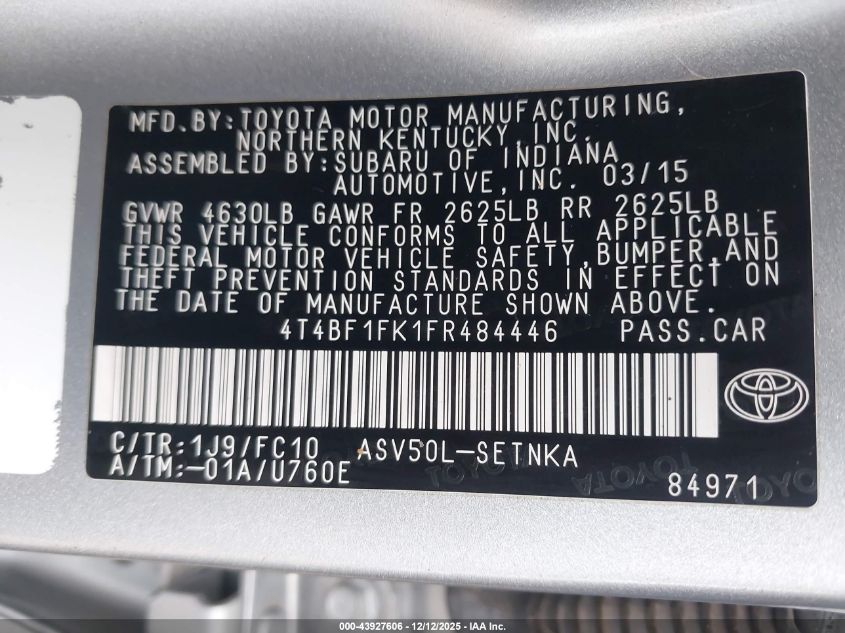 MFD.BY:TOYOTA MOTOR MANUFACTURING,
NORTHERN KENTUCKY,INC.
ASSEMBLED BY:SUBARU OF INDIANA
AUTOMOTIVE,INC. 03/15
GVWR 4630LB GAWR FR 2625LB RR 2625LB
THIS VEHICLE CONFORMS TO ALL APPLICABLE
FEDERAL MOTOR VEHICLE SAFETY,BUMPER,AND
THEFT PREVENTION STANDARDS IN EFFECT ON
THE DATE OF MANUFACTURE SHOWN ABOVE.
4T4BF1FK1FR484446 PASS.CAR
C/TR:1J9/FC10 ASV50L-SETNKA
A/TM:-01A/U760E
84971
000-43927606 - 12/12/2025 - IAA Inc.